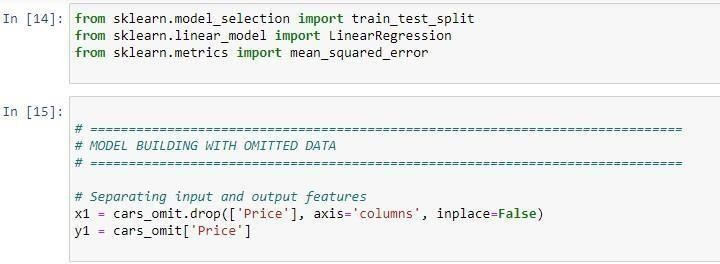 In [14]: from sklearn.model_selection import train_test_split
from sklearn.linear_model import LinearRegression
from sklearn.metrics import mean_squared_error
In [15]:
# =============================================================================
# MODEL BUILDING WITH OMITTED DATA
# =============================================================================
# Separating input and output features
x1 = cars_omit.drop(['Price'], axis='columns', inplace=False)
y1 = cars_omit['Price']